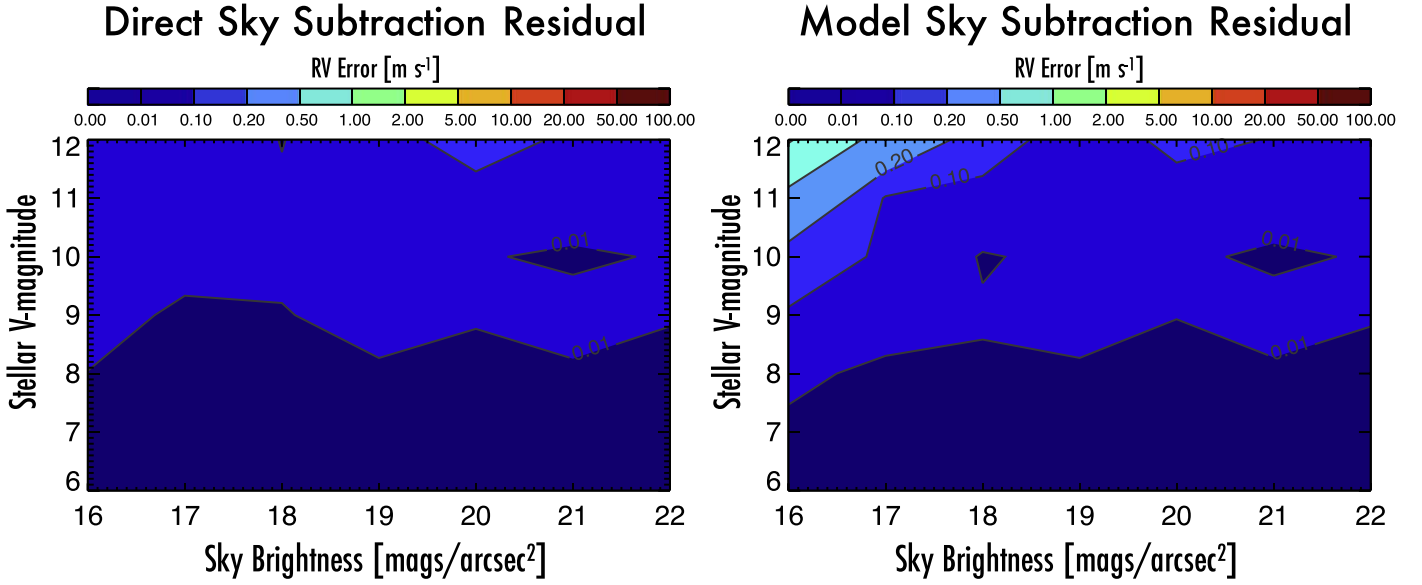 Direct Sky Subtraction Residual
RV Error [m s-1]
0.00 0.01 0.10 0.20 0.50 1.00 2.00 5.00 10.00 20.00 50.00 100.00
12
11
10
9
8
7
6
0.01
0.01
Stellar V-magnitude
16 17 18 19 20 21 22
Sky Brightness [mags/arcsec2]
Model Sky Subtraction Residual
RV Error [m s-1]
0.00 0.01 0.10 0.20 0.50 1.00 2.00 5.00 10.00 20.00 50.00 100.00
12
11
10
9
8
7
6
0.20
0.10
0.10
0.01
0.01
Stellar V-magnitude
16 17 18 19 20 21 22
Sky Brightness [mags/arcsec2]